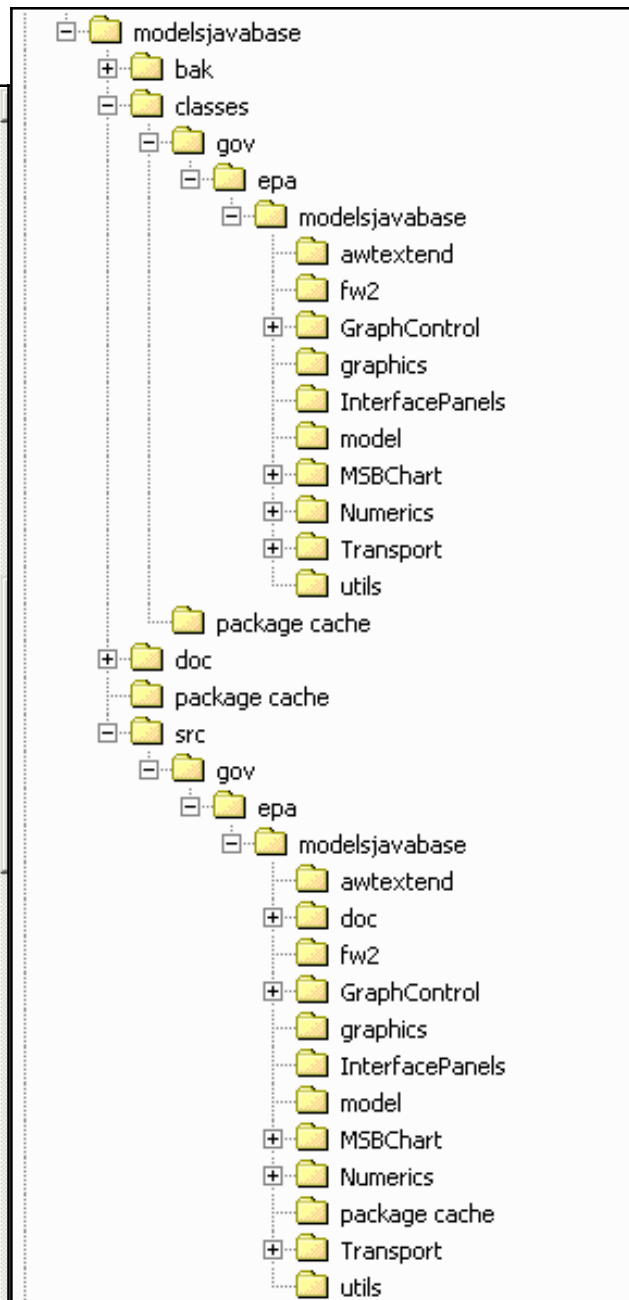 modelsjavabase
bak
classes
gov
epa
modelsjavabase
awtextend
fw2
GraphControl
graphics
InterfacePanels
model
MSBChart
Numerics
Transport
utils
package cache
doc
package cache
src
gov
epa
modelsjavabase
awtextend
doc
fw2
GraphControl
graphics
InterfacePanels
model
MSBChart
Numerics
package cache
Transport
utils